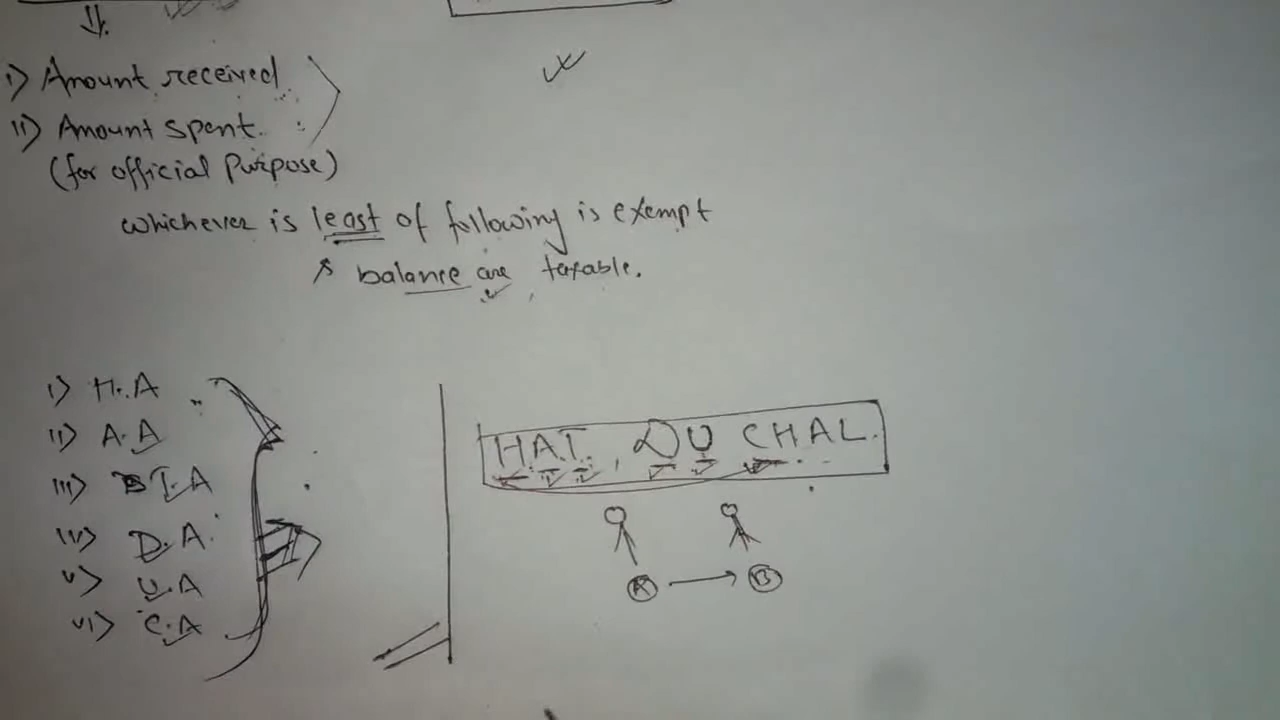 i) Amount received
ii) Amount spent.
(for official Purpose)
whichever is least of following is exempt
& balance are taxable.
i) H.A
ii) A.A
iii) T.A
iv) D.A
v) U.A
vi) C.A
HAT, DU CHAL.
A → B